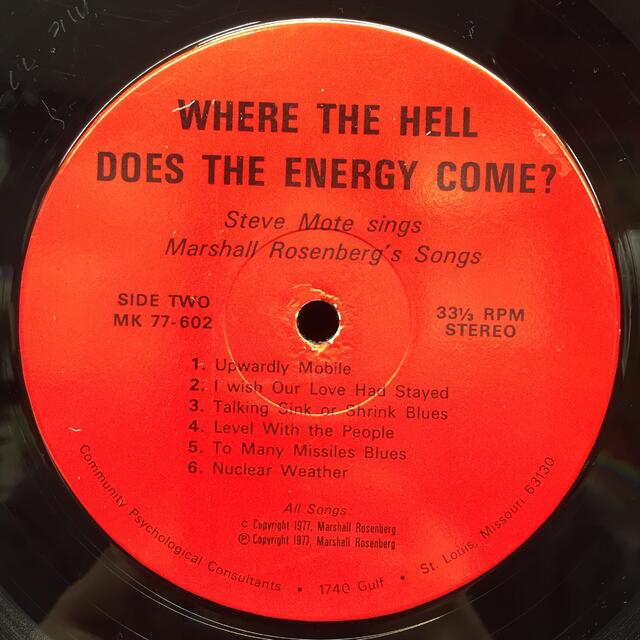 WHERE THE HELL
DOES THE ENERGY COME?
Steve Mote sings
Marshall Rosenberg's Songs
SIDE TWO
MK 77-602
33⅓ RPM
STEREO
1. Upwardly Mobile
2. I wish Our Love Had Stayed
3. Talking Sink or Shrink Blues
4. Level With the People
5. To Many Missiles Blues
6. Nuclear Weather
All Songs:
c Copyright 1977, Marshall Rosenberg
℗ Copyright 1977, Marshall Rosenberg
Community Psychological Consultants • 1740 Gulf • St. Louis, Missouri 63130